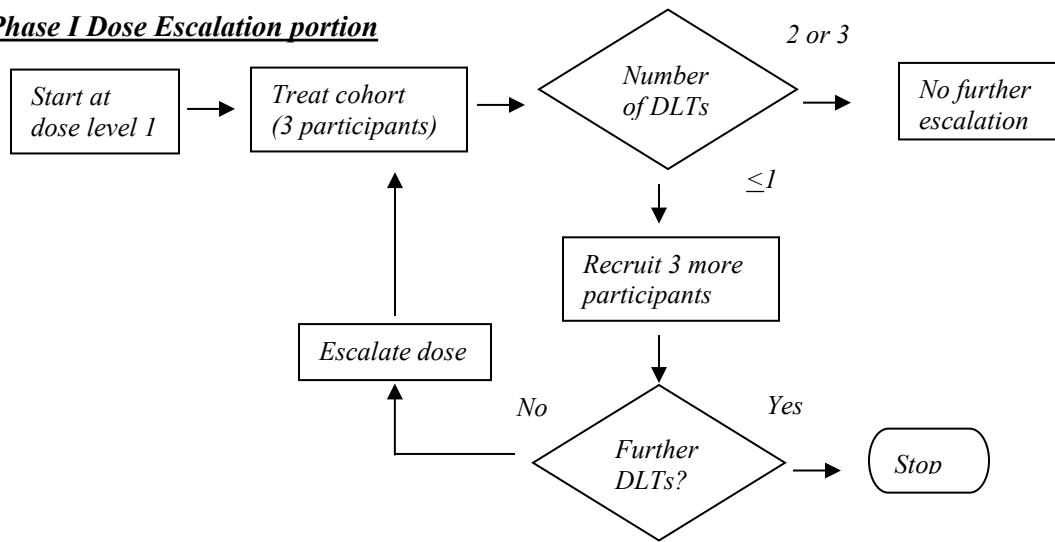 Phase I Dose Escalation portion
Start at
dose level 1
Treat cohort
(3 participants)
Number
of DLTs
2 or 3
No further
escalation
≤1
Recruit 3 more
participants
Escalate dose
No
Yes
Further
DLTs?
Stop